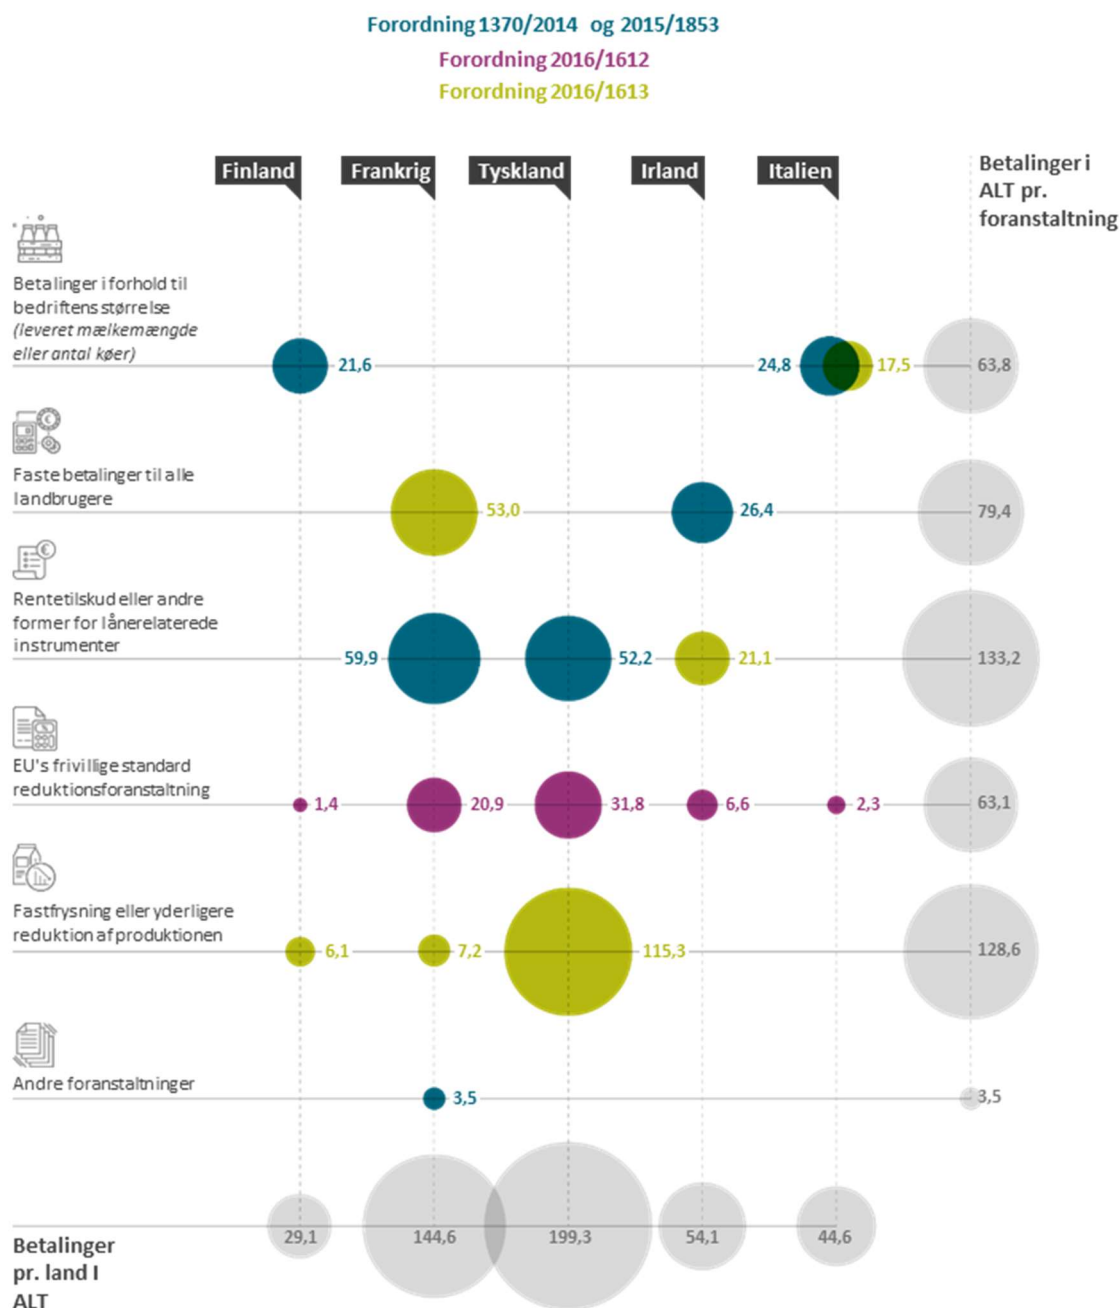 Forordning 1370/2014 og 2015/1853
Forordning 2016/1612
Forordning 2016/1613
Finland
Frankrig
Tyskland
Irland
Italien
Betalinger i
ALT pr.
foranstaltning
Betalinger i forhold til
bedriftens størrelse
(leveret mælkemængde
eller antal køer)
21,6
24,8
17,5
63,8
Faste betalinger til alle
landbrugere
53,0
26,4
79,4
Rentetilskud eller andre
former for lånerelaterede
instrumenter
59,9
52,2
21,1
133,2
EU's frivillige standard
reduktionsforanstaltning
1,4
20,9
31,8
6,6
2,3
63,1
Fastfrysning eller yderligere
reduktion af produktionen
6,1
7,2
115,3
128,6
Andre foranstaltninger
3,5
3,5
Betalinger
pr. land I
ALT
29,1
144,6
199,3
54,1
44,6